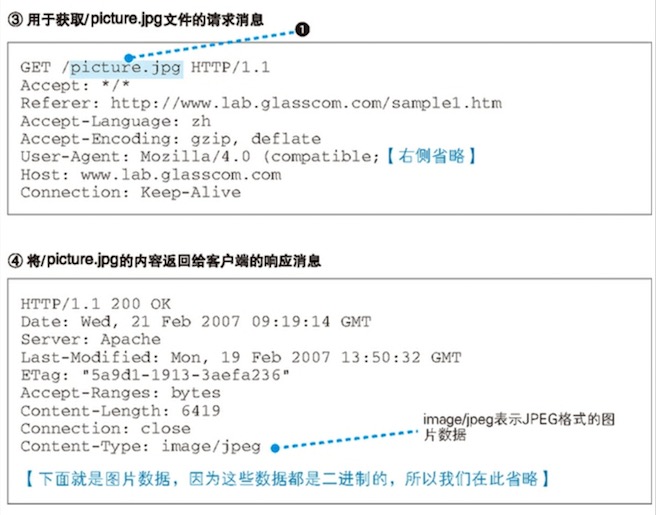 ③ 用于获取/picture.jpg文件的请求消息
❶
GET /picture.jpg HTTP/1.1
Accept: */*
Referer: http://www.lab.glasscom.com/sample1.htm
Accept-Language: zh
Accept-Encoding: gzip, deflate
User-Agent: Mozilla/4.0 (compatible;【右侧省略】
Host: www.lab.glasscom.com
Connection: Keep-Alive
④ 将/picture.jpg的内容返回给客户端的响应消息
HTTP/1.1 200 OK
Date: Wed, 21 Feb 2007 09:19:14 GMT
Server: Apache
Last-Modified: Mon, 19 Feb 2007 13:50:32 GMT
ETag: "5a9d1-1913-3aefa236"
Accept-Ranges: bytes
Content-Length: 6419
Connection: close
Content-Type: image/jpeg
image/jpeg表示JPEG格式的图
片数据
【下面就是图片数据，因为这些数据都是二进制的，所以我们在此省略】